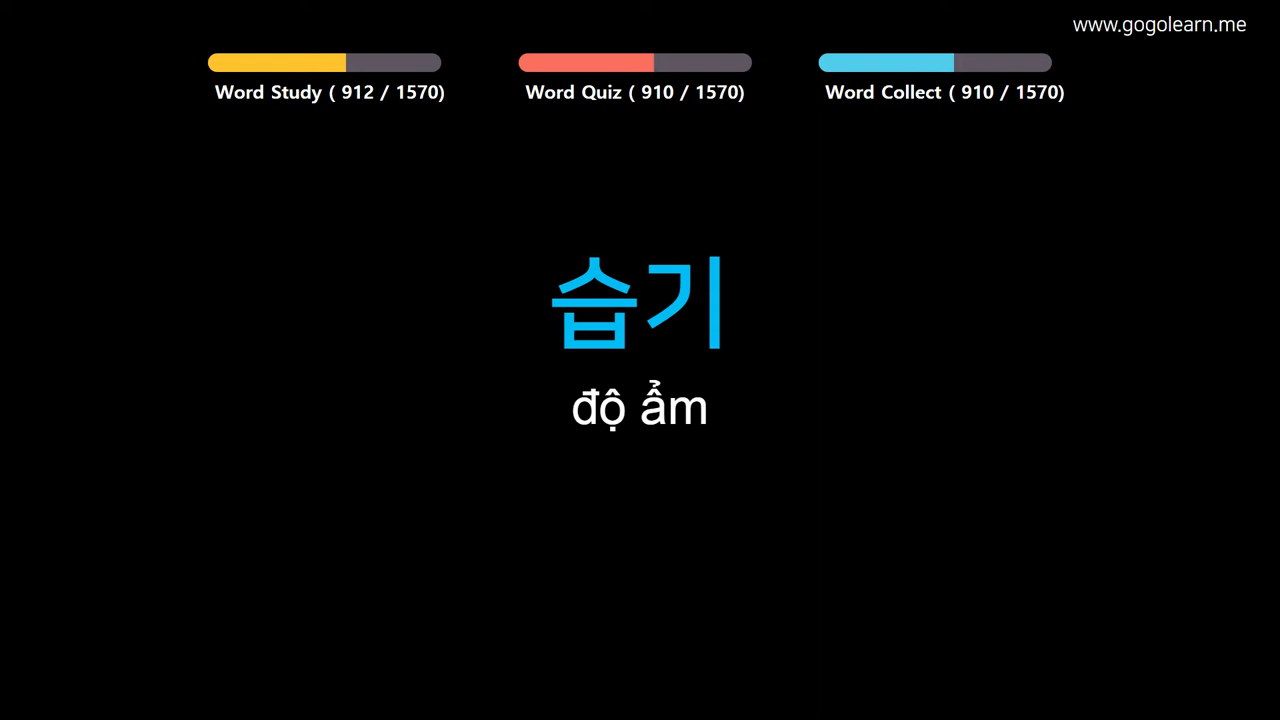 www.gogolearn.me
Word Study ( 912 / 1570)
Word Quiz ( 910 / 1570)
Word Collect ( 910 / 1570)
습기
độ ẩm